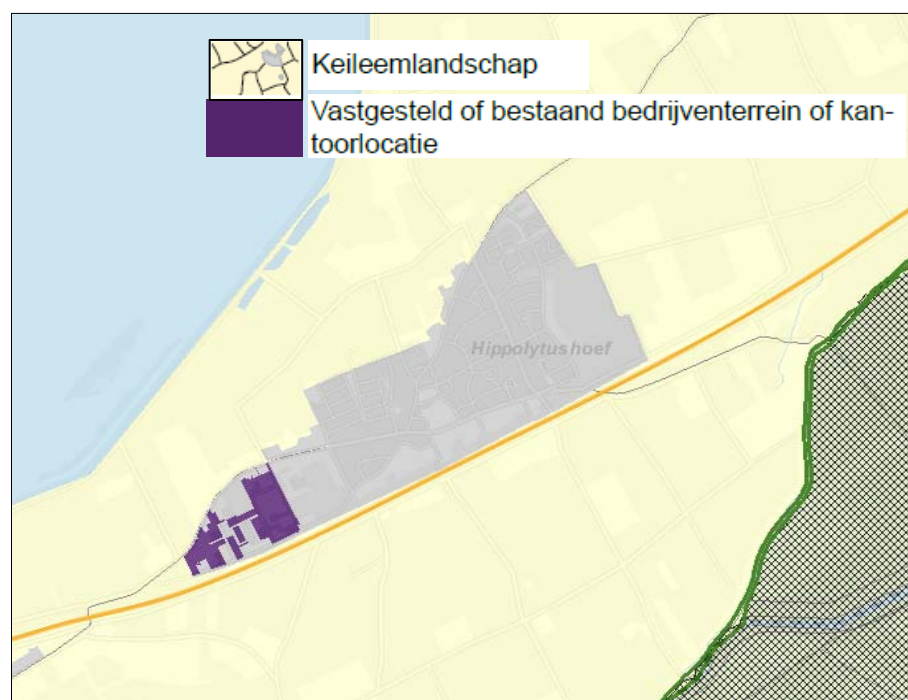 Keileemlandschap
Vastgesteld of bestaand bedrijventerrein of kan-
toorlocatie
Hippolytushoef